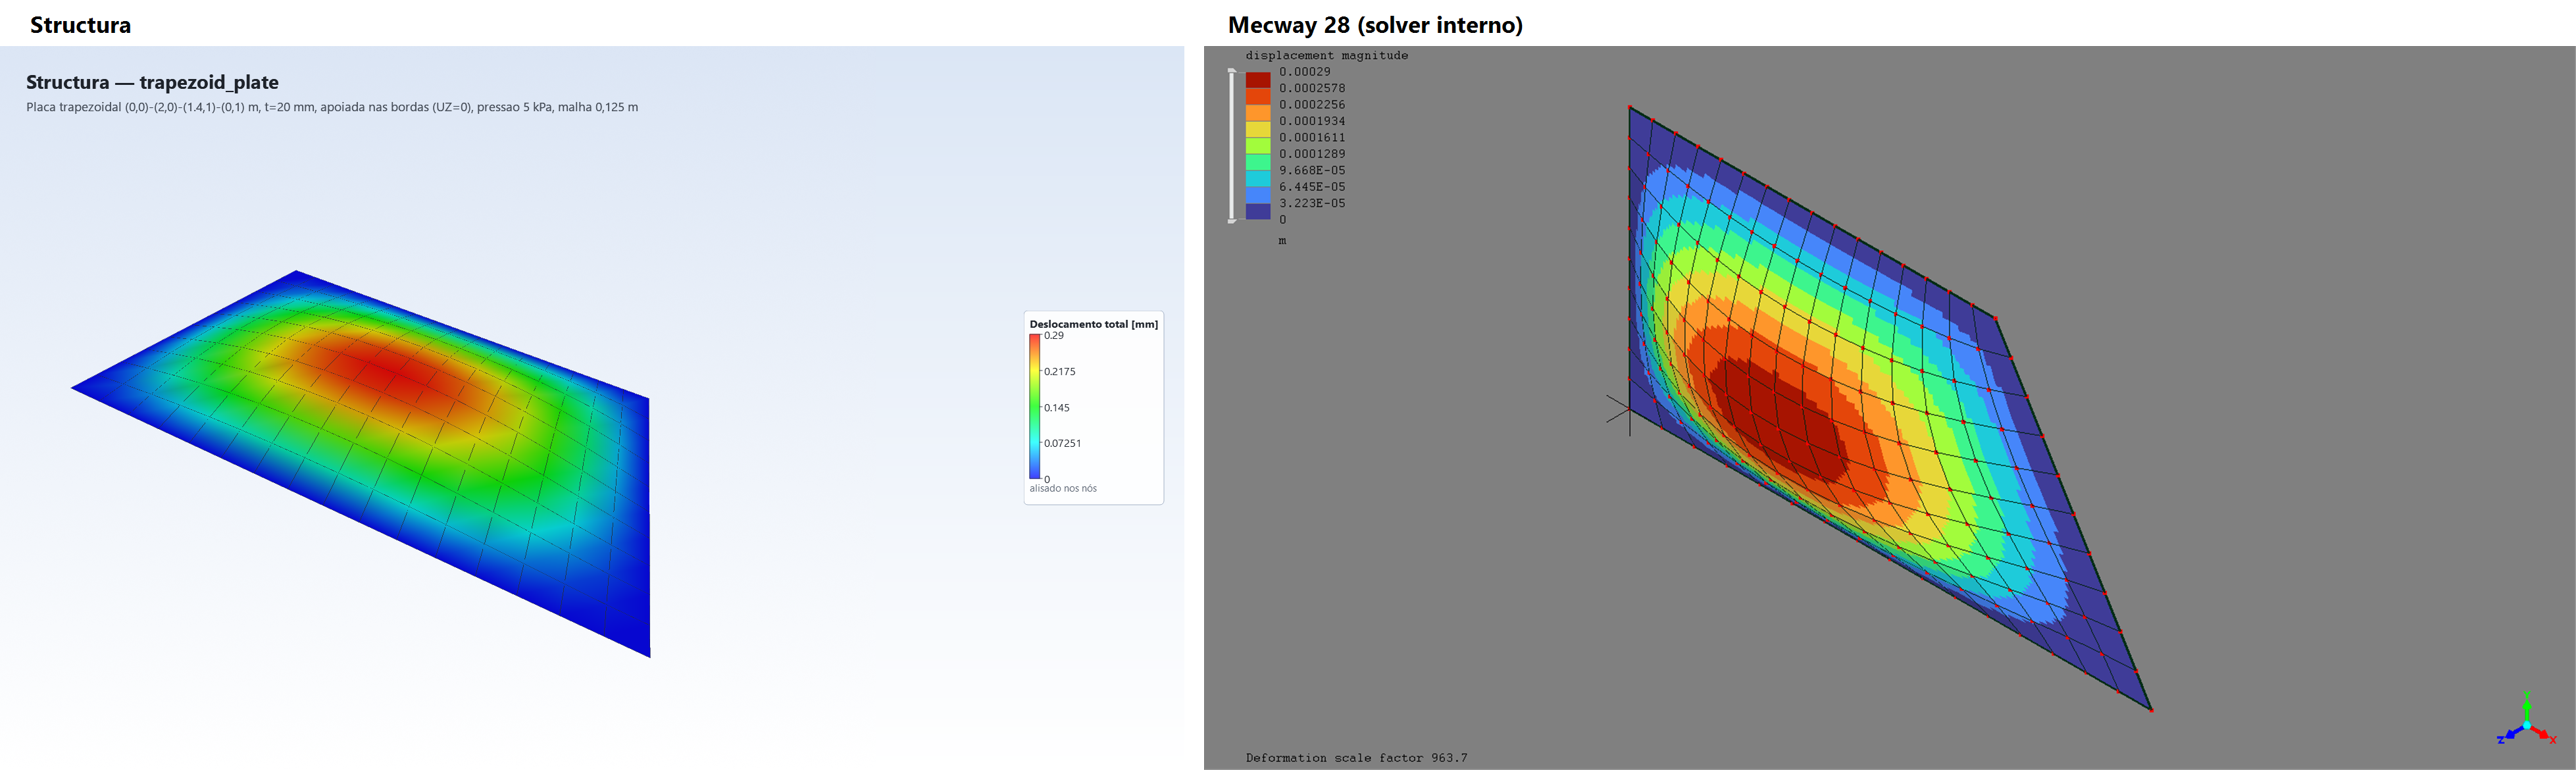 Structura
Structura — trapezoid_plate
Placa trapezoidal (0,0)-(2,0)-(1.4,1)-(0,1) m, t=20 mm, apoiada nas bordas (UZ=0), pressao 5 kPa, malha 0,125 m
Deslocamento total [mm]
0.29
0.2175
0.145
0.07251
0
alisado nos nós
Mecway 28 (solver interno)
displacement magnitude
0.00029
0.0002578
0.0002256
0.0001934
0.0001611
0.0001289
9.668E-05
6.445E-05
3.223E-05
0
m
Y
Z
X
Deformation scale factor 963.7